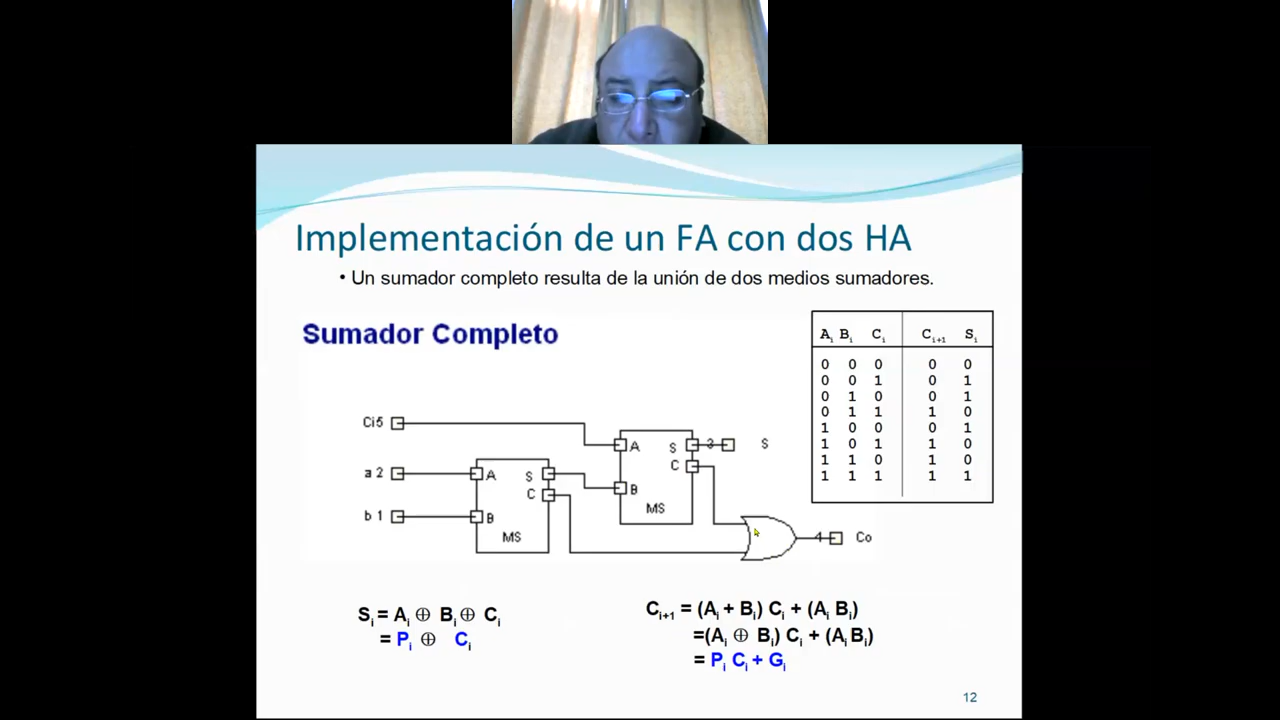 Implementación de un FA con dos HA
• Un sumador completo resulta de la unión de dos medios sumadores.
Sumador Completo
Ai Bi Ci Ci+1 Si
0 0 0 0 0
0 0 1 0 1
0 1 0 0 1
0 1 1 1 0
1 0 0 0 1
1 0 1 1 0
1 1 0 1 0
1 1 1 1 1
Ci5
a 2
b 1
A S
C
B
MS
A S
C
B
MS
3 S
4 Co
Si = Ai ⊕ Bi ⊕ Ci
= Pi ⊕ Ci
Ci+1 = (Ai + Bi) Ci + (Ai Bi)
=(Ai ⊕ Bi) Ci + (Ai Bi)
= Pi Ci + Gi
12